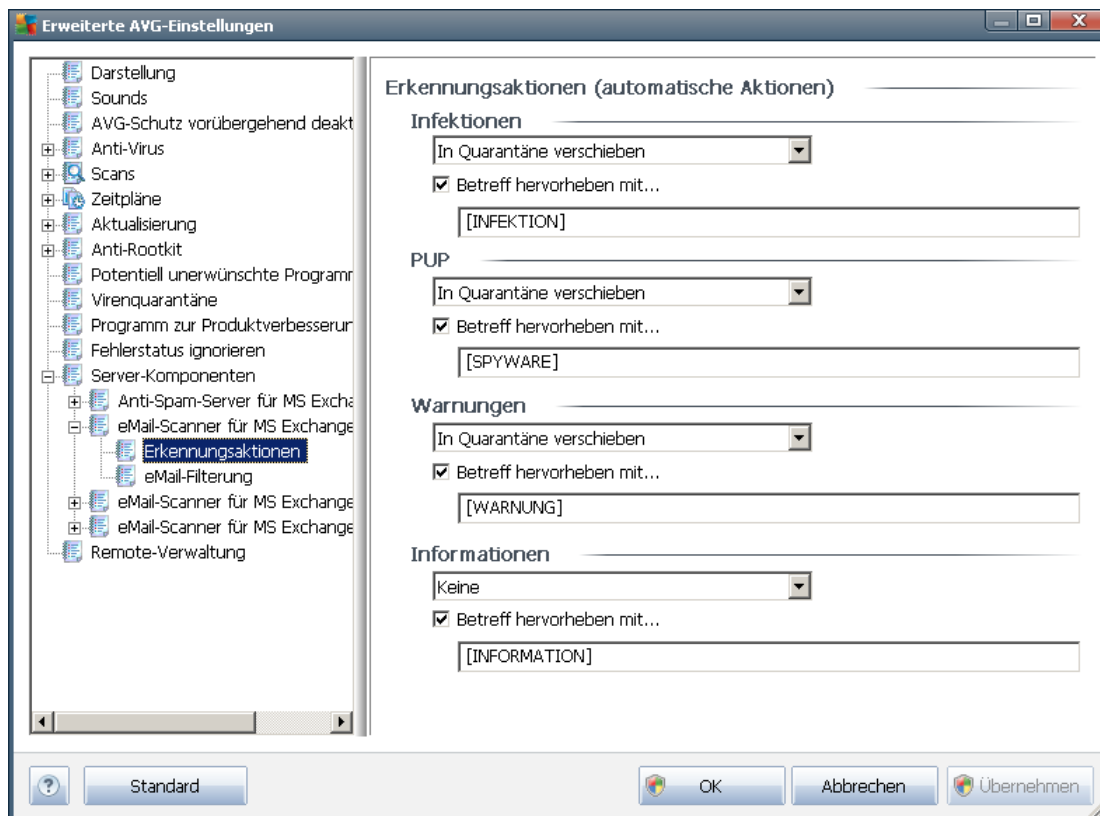 Erweiterte AVG-Einstellungen
Darstellung
Sounds
AVG-Schutz vorübergehend deakt
Anti-Virus
Scans
Zeitpläne
Aktualisierung
Anti-Rootkit
Potentiell unerwünschte Programm
Virenquarantäne
Programm zur Produktverbesserun
Fehlerstatus ignorieren
Server-Komponenten
Anti-Spam-Server für MS Excha
eMail-Scanner für MS Exchange
Erkennungsaktionen
eMail-Filterung
eMail-Scanner für MS Exchange
eMail-Scanner für MS Exchange
Remote-Verwaltung
Erkennungsaktionen (automatische Aktionen)
Infektionen
In Quarantäne verschieben
Betreff hervorheben mit...
[INFEKTION]
PUP
In Quarantäne verschieben
Betreff hervorheben mit...
[SPYWARE]
Warnungen
In Quarantäne verschieben
Betreff hervorheben mit...
[WARNUNG]
Informationen
Keine
Betreff hervorheben mit...
[INFORMATION]
? Standard OK Abbrechen Übernehmen